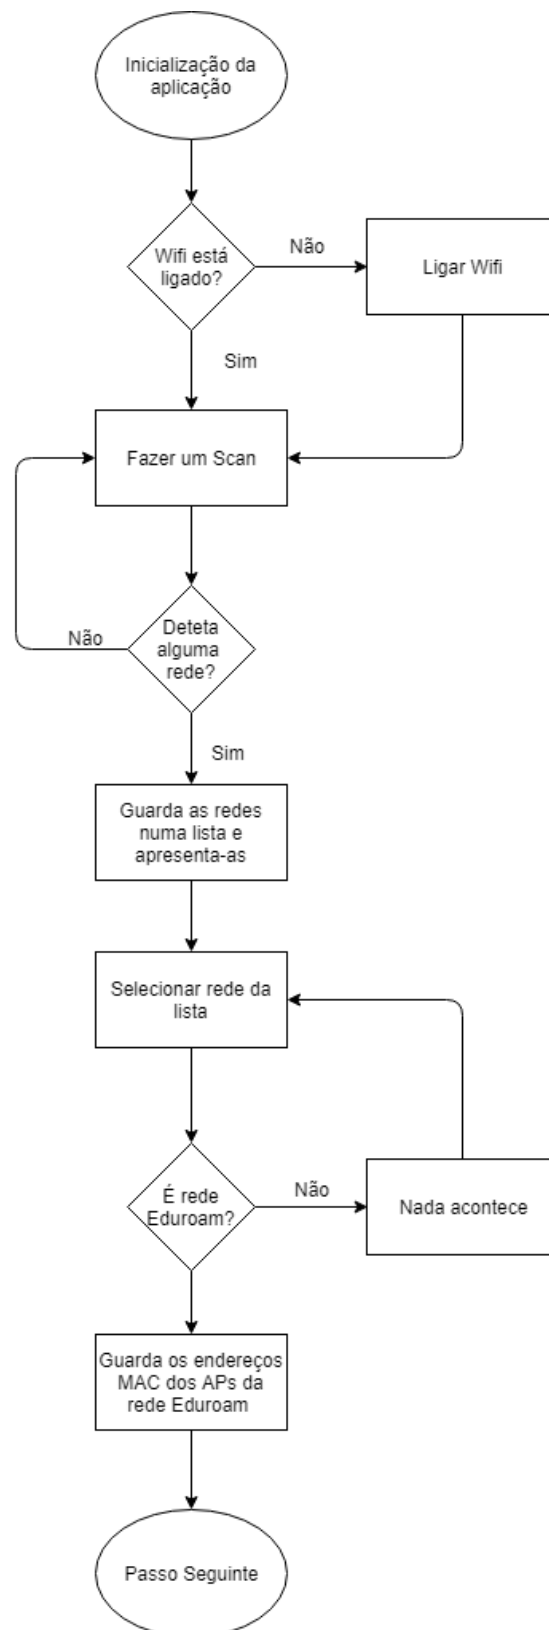 Inicialização da
aplicação
Wifi está
ligado?
Não
Ligar Wifi
Sim
Fazer um Scan
Deteta
alguma
rede?
Não
Sim
Guarda as redes
numa lista e
apresenta-as
Selecionar rede da
lista
É rede
Eduroam?
Não
Nada acontece
Guarda os endereços
MAC dos APs da
rede Eduroam
Passo Seguinte